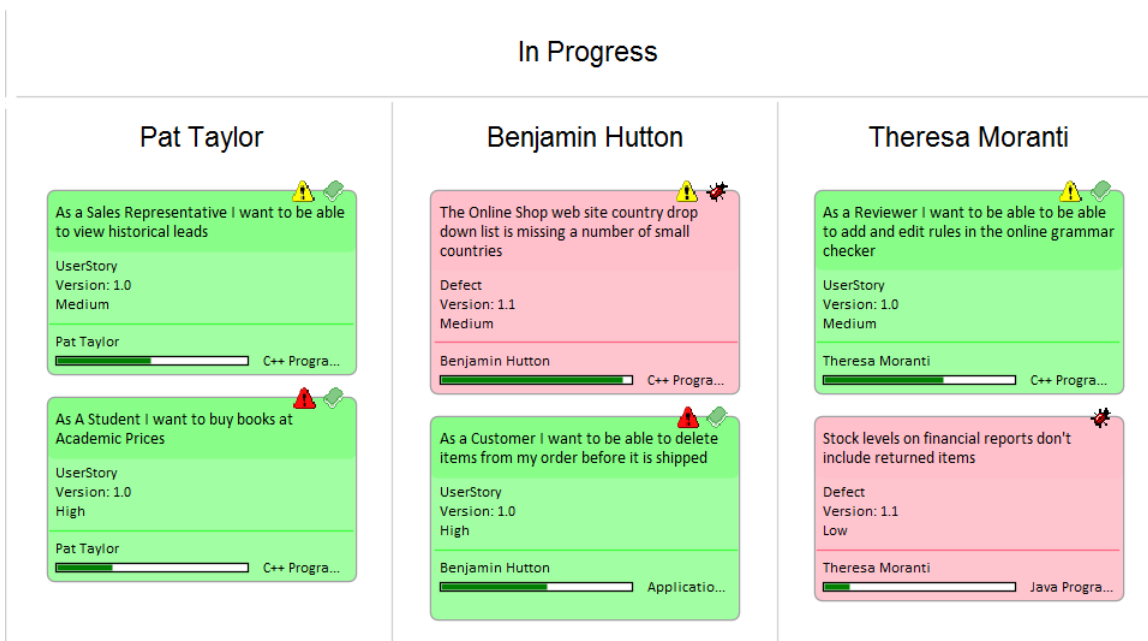 In Progress
Pat Taylor
As a Sales Representative I want to be able
to view historical leads
UserStory
Version: 1.0
Medium
Pat Taylor
C++ Progra...
As A Student I want to buy books at
Academic Prices
UserStory
Version: 1.0
High
Pat Taylor
C++ Progra...
Benjamin Hutton
The Online Shop web site country drop
down list is missing a number of small
countries
Defect
Version: 1.1
Medium
Benjamin Hutton
C++ Progra...
As a Customer I want to be able to delete
items from my order before it is shipped
UserStory
Version: 1.0
High
Benjamin Hutton
Applicatio...
Theresa Moranti
As a Reviewer I want to be able to be able
to add and edit rules in the online grammar
checker
UserStory
Version: 1.0
Medium
Theresa Moranti
C++ Progra...
Stock levels on financial reports don't
include returned items
Defect
Version: 1.1
Low
Theresa Moranti
Java Progra...